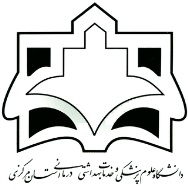 دانشگاه علوم پزشکی و خدمات بهداشتی درمانی استان مرکزی